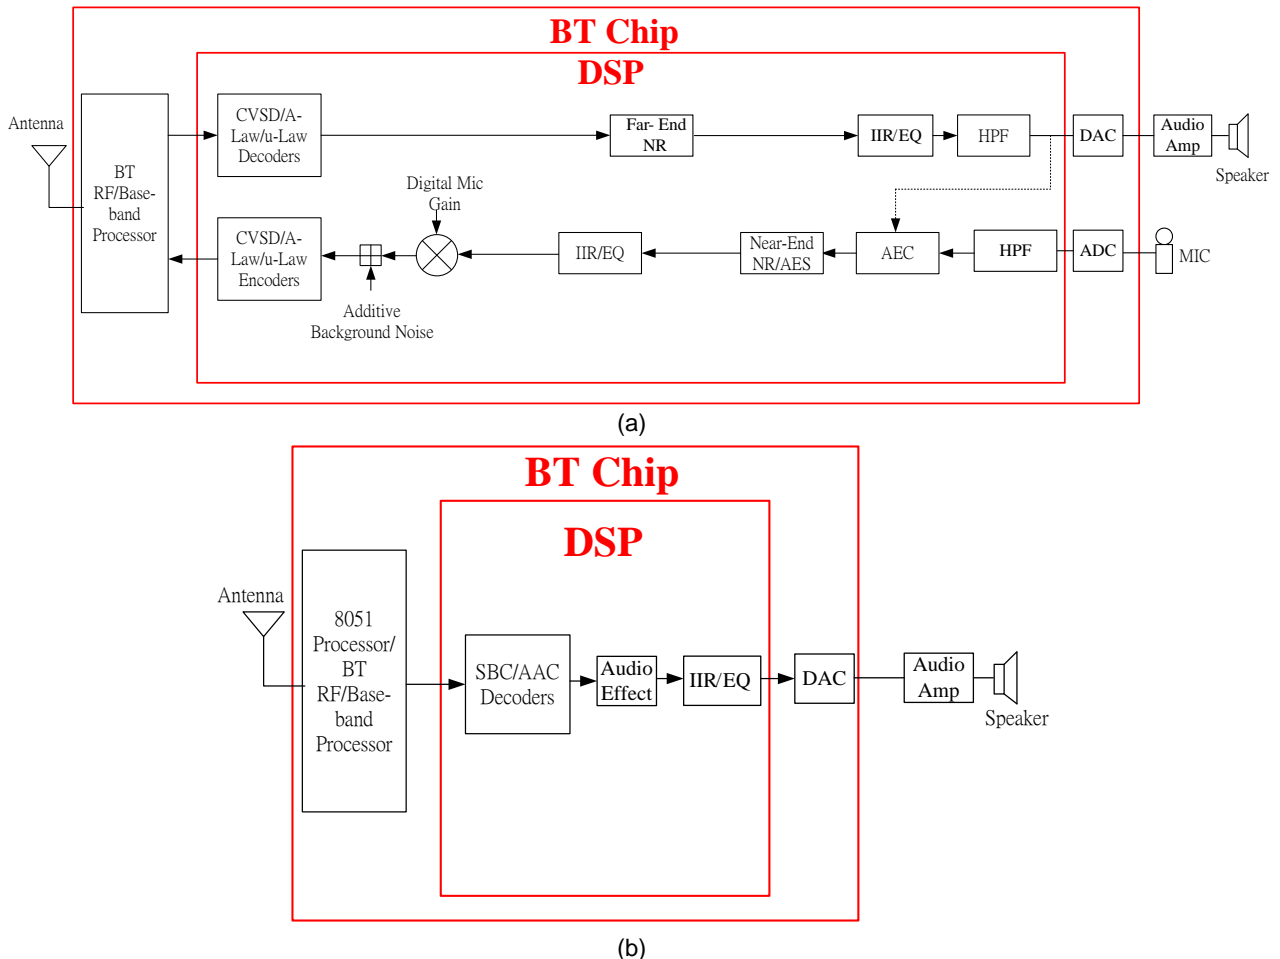 BT Chip
DSP
Antenna
BT
RF/Base-
band
Processor
CVSD/A-
Law/u-Law
Decoders
Far- End
NR
IIR/EQ
HPF
DAC
Audio
Amp
Speaker
Digital Mic
Gain
CVSD/A-
Law/u-Law
Encoders
Additive
Background Noise
IIR/EQ
Near-End
NR/AES
AEC
HPF
ADC
MIC
(a)
BT Chip
DSP
Antenna
8051
Processor/
BT
RF/Base-
band
Processor
SBC/AAC
Decoders
Audio
Effect
IIR/EQ
DAC
Audio
Amp
Speaker
(b)